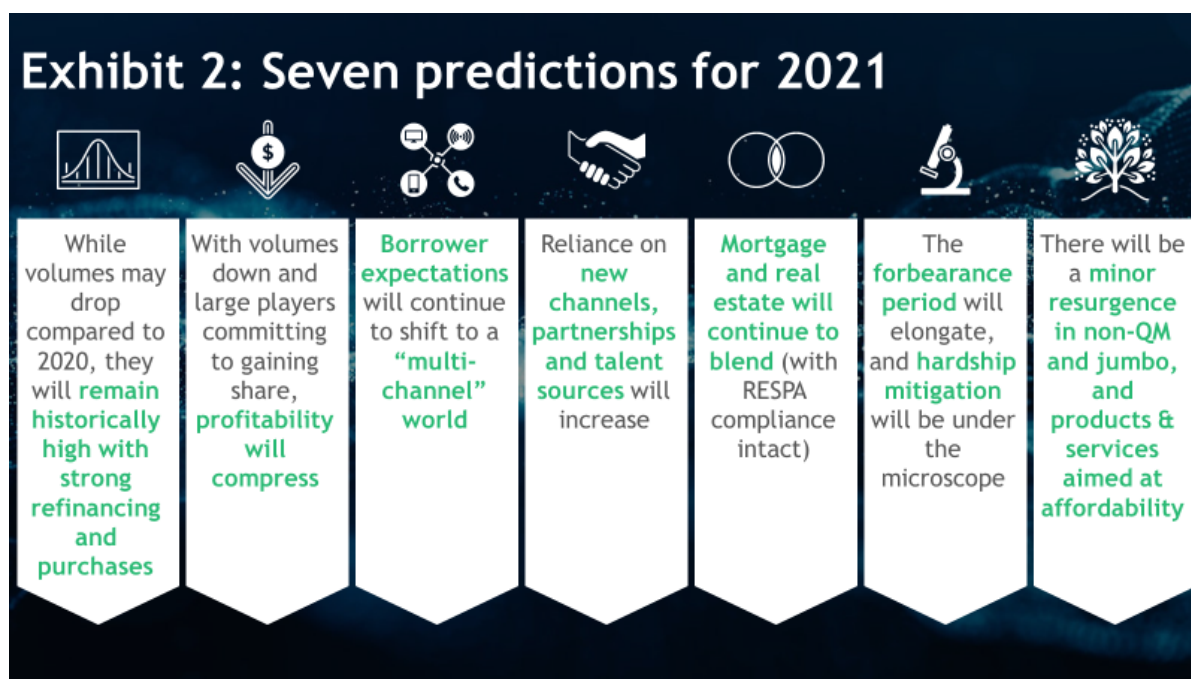 Exhibit 2: Seven predictions for 2021
$
While
volumes may
drop
compared to
2020, they
will remain
historically
high with
strong
refinancing
and
purchases
With volumes
down and
large players
committing
to gaining
share,
profitability
will
compress
Borrower
expectations
will continue
to shift to a
“multi-
channel”
world
Reliance on
new
channels,
partnerships
and talent
sources will
increase
Mortgage
and real
estate will
continue to
blend (with
RESPA
compliance
intact)
The
forbearance
period will
elongate,
and hardship
mitigation
will be under
the
microscope
There will be
a minor
resurgence
in non-QM
and jumbo,
and
products &
services
aimed at
affordability